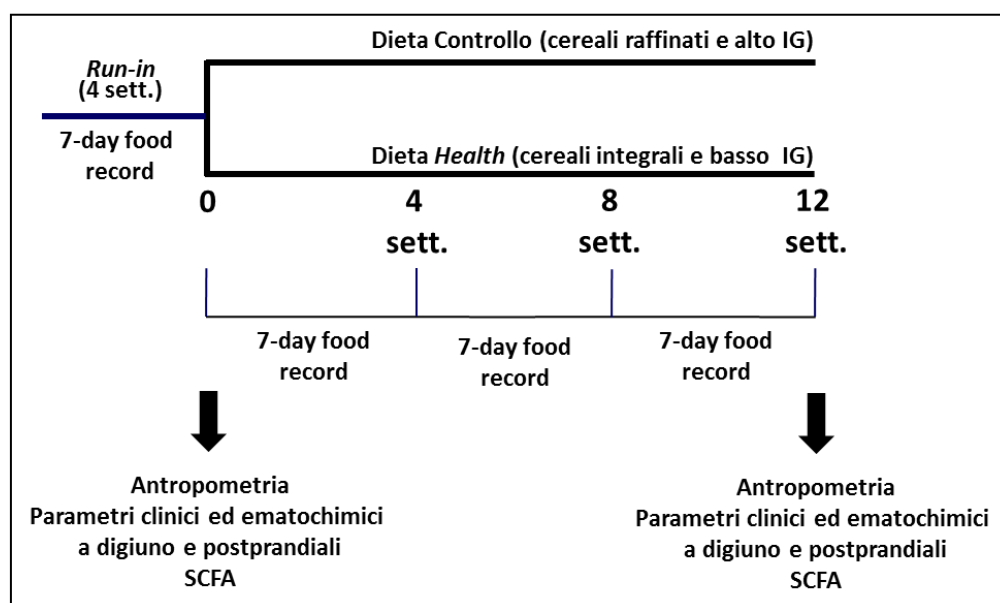 Dieta Controllo (cereali raffinati e alto IG)
Run-in
(4 sett.)
7-day food
record
Dieta Health (cereali integrali e basso IG)
0
4
sett.
8
sett.
12
sett.
7-day food
record
7-day food
record
7-day food
record
Antropometria
Parametri clinici ed ematochimici
a digiuno e postprandiali
SCFA
Antropometria
Parametri clinici ed ematochimici
a digiuno e postprandiali
SCFA